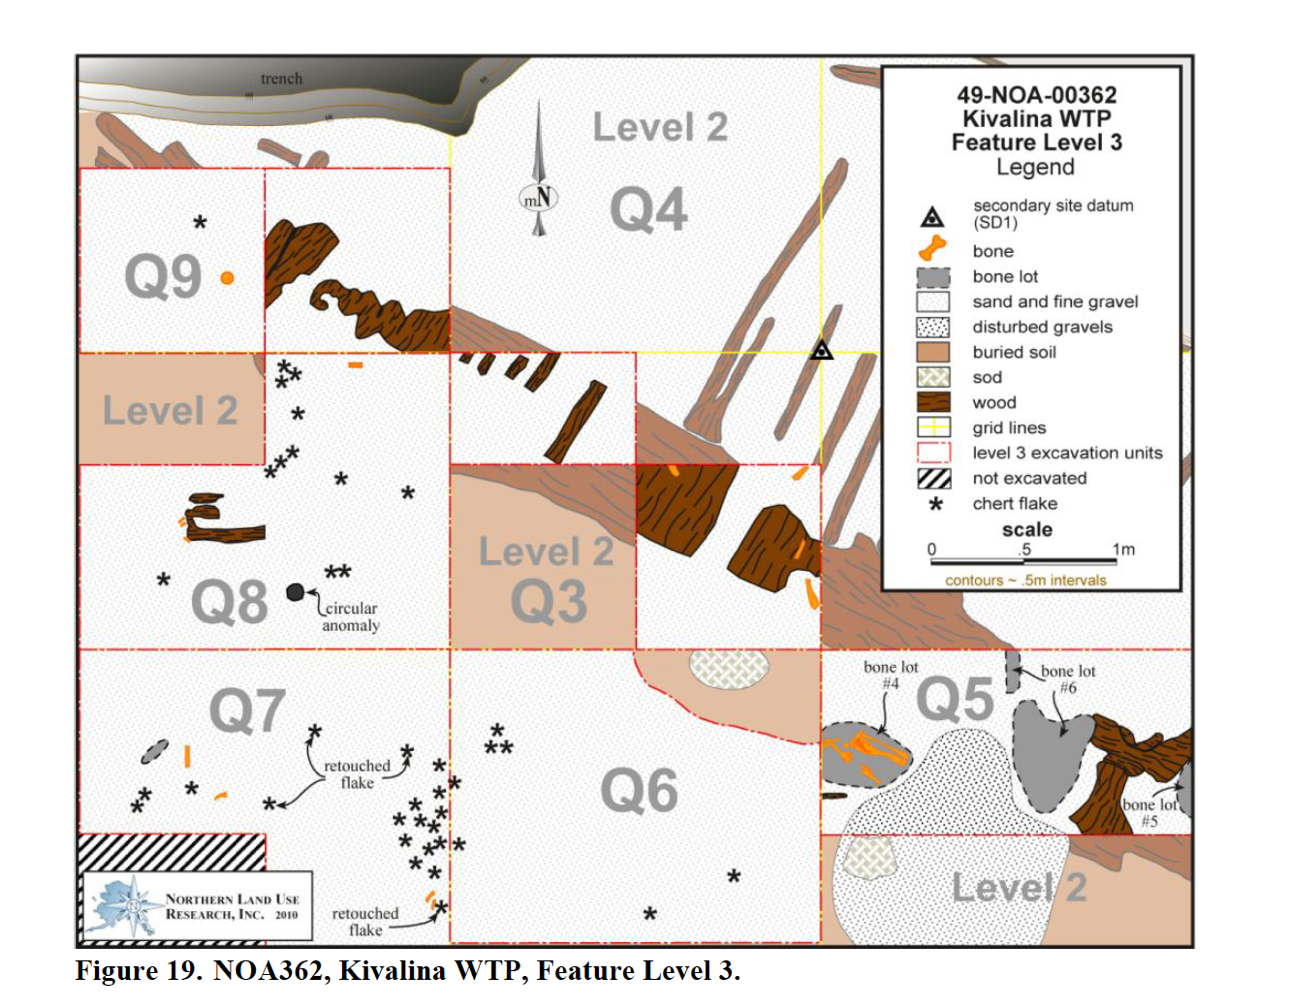 trench
Level 2
Q4
mN
Q9
Level 2
Q8
circular
anomaly
Level 2
Q3
Q7
retouched
flake
retouched
flake
Q6
bone lot
#4
Q5
bone lot
#6
bone lot
#5
Level 2
49-NOA-00362
Kivalina WTP
Feature Level 3
Legend
secondary site datum
(SD1)
bone
bone lot
sand and fine gravel
disturbed gravels
buried soil
sod
wood
grid lines
level 3 excavation units
not excavated
chert flake
scale
0 .5 1m
contours ~ .5m intervals
NORTHERN LAND USE
RESEARCH, INC. 2010
Figure 19. NOA362, Kivalina WTP, Feature Level 3.